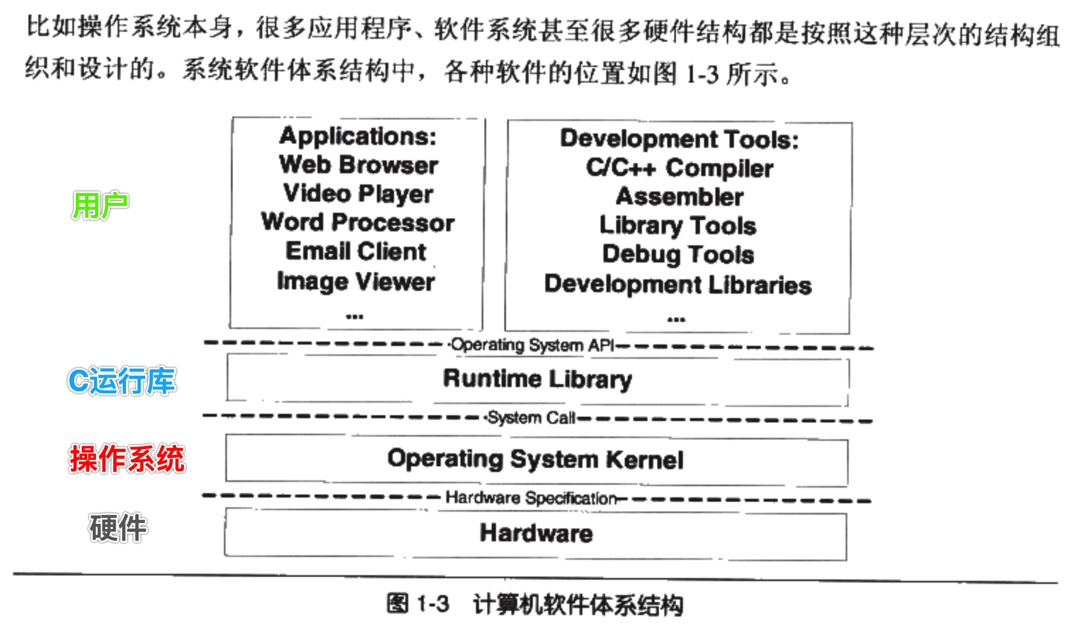 比如操作系统本身，很多应用程序、软件系统甚至很多硬件结构都是按照这种层次的结构组
织和设计的。系统软件体系结构中，各种软件的位置如图 1-3 所示。
用户
Applications:
Web Browser
Video Player
Word Processor
Email Client
Image Viewer
...
Development Tools:
C/C++ Compiler
Assembler
Library Tools
Debug Tools
Development Libraries
...
Operating System API
C运行库
Runtime Library
System Call
操作系统
Operating System Kernel
Hardware Specification
硬件
Hardware
图 1-3 计算机软件体系结构